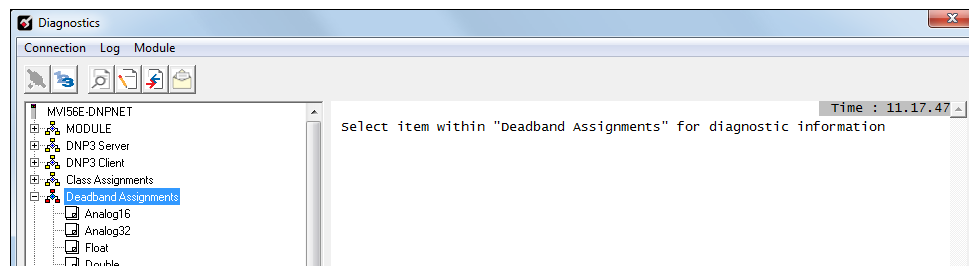 Diagnostics
Connection Log Module
MVI56E-DNPNET
MODULE
DNP3 Server
DNP3 Client
Class Assignments
Deadband Assignments
Analog16
Analog32
Float
Double
Time : 11.17.47
Select item within "Deadband Assignments" for diagnostic information